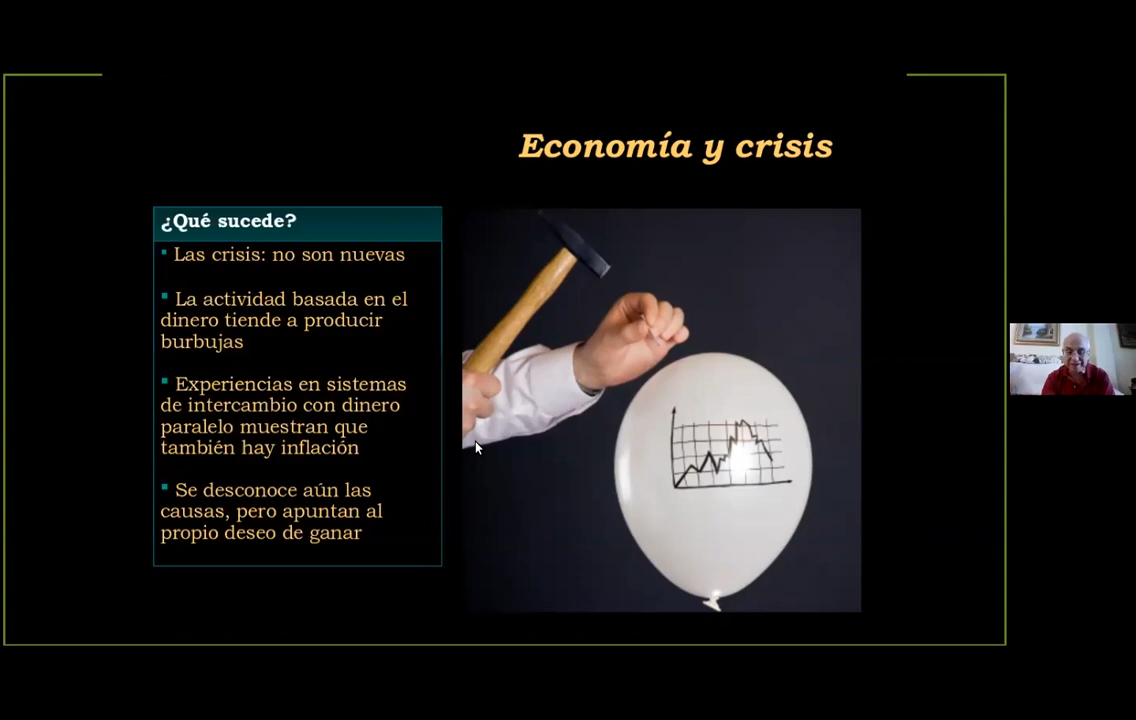 Economía y crisis
¿Qué sucede?
▪ Las crisis: no son nuevas
▪ La actividad basada en el
dinero tiende a producir
burbujas
▪ Experiencias en sistemas
de intercambio con dinero
paralelo muestran que
también hay inflación
▪ Se desconoce aún las
causas, pero apuntan al
propio deseo de ganar